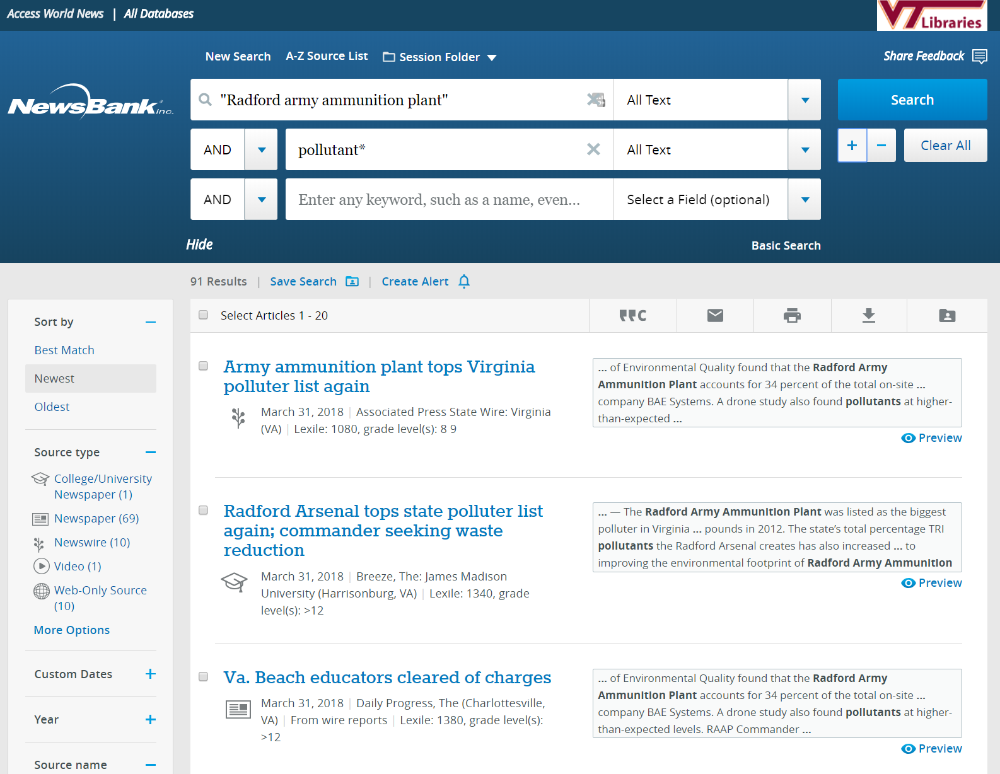 Access World News | All Databases
VT Libraries
New Search A-Z Source List Session Folder
Share Feedback
NewsBank® inc.
"Radford army ammunition plant" All Text Search
AND pollutant* All Text + − Clear All
AND Enter any keyword, such as a name, even... Select a Field (optional)
Hide Basic Search
91 Results | Save Search | Create Alert
Select Articles 1 - 20
Sort by
Best Match
Newest
Oldest
Source type
College/University
Newspaper (1)
Newspaper (69)
Newswire (10)
Video (1)
Web-Only Source
(10)
More Options
Custom Dates
Year
Source name
Army ammunition plant tops Virginia
polluter list again
March 31, 2018 | Associated Press State Wire: Virginia
(VA) | Lexile: 1080, grade level(s): 8 9
... of Environmental Quality found that the Radford Army
Ammunition Plant accounts for 34 percent of the total on-site ...
company BAE Systems. A drone study also found pollutants at higher-
than-expected ...
Preview
Radford Arsenal tops state polluter list
again; commander seeking waste
reduction
March 31, 2018 | Breeze, The: James Madison
University (Harrisonburg, VA) | Lexile: 1340, grade
level(s): >12
... — The Radford Army Ammunition Plant was listed as the biggest
polluter in Virginia ... pounds in 2012. The state's total percentage TRI
pollutants the Radford Arsenal creates has also increased ... to
improving the environmental footprint of Radford Army Ammunition
Preview
Va. Beach educators cleared of charges
March 31, 2018 | Daily Progress, The (Charlottesville,
VA) | From wire reports | Lexile: 1380, grade level(s):
>12
... of Environmental Quality found that the Radford Army
Ammunition Plant accounts for 34 percent of the total on-site ...
company BAE Systems. A drone study also found pollutants at higher-
than-expected levels. RAAP Commander ...
Preview